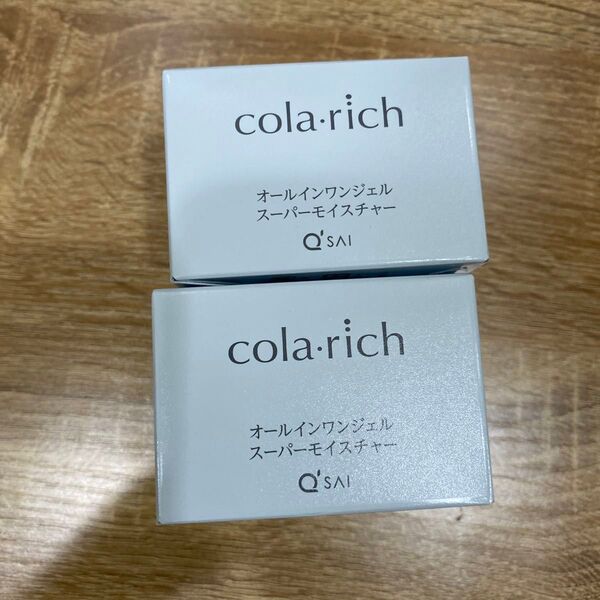 cola·rich
オールインワンジェル
スーパーモイスチャー
Q'SAI
cola·rich
オールインワンジェル
スーパーモイスチャー
Q'SAI